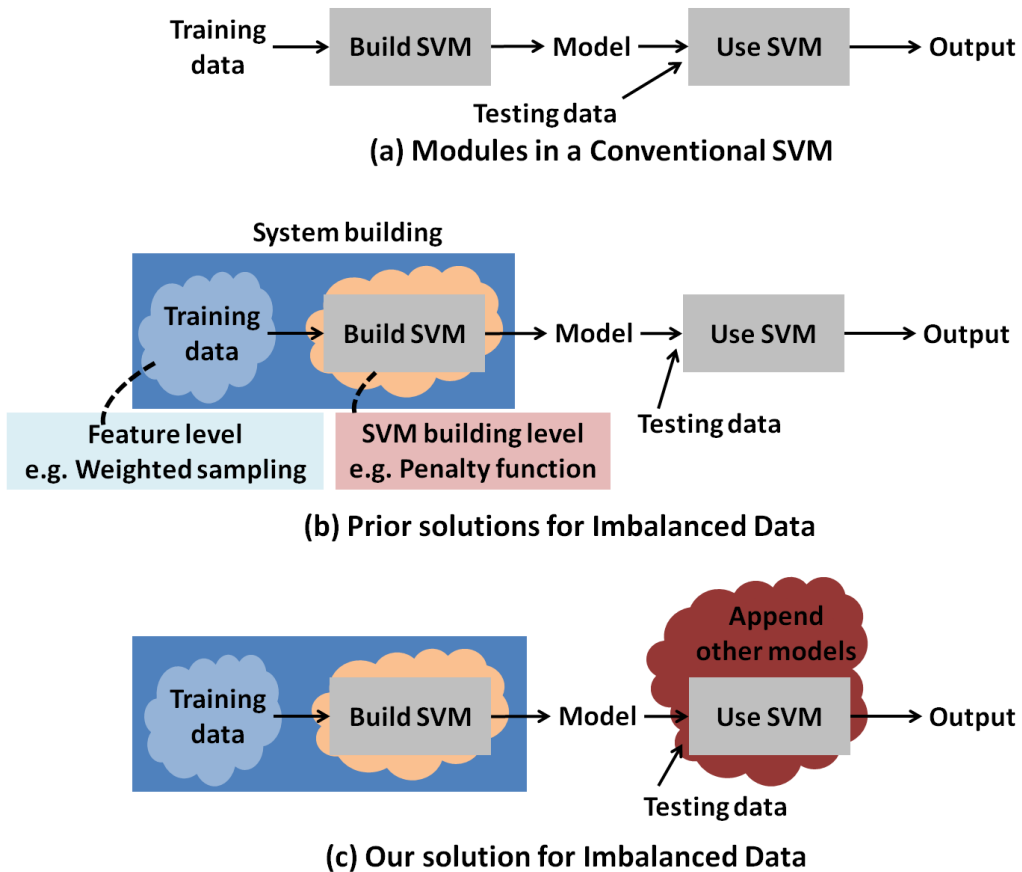 Training
data
Build SVM
Model
Use SVM
Output
Testing data
(a) Modules in a Conventional SVM
System building
Training
data
Build SVM
Model
Use SVM
Output
Testing data
Feature level
e.g. Weighted sampling
SVM building level
e.g. Penalty function
(b) Prior solutions for Imbalanced Data
Append
other models
Training
data
Build SVM
Model
Use SVM
Output
Testing data
(c) Our solution for Imbalanced Data